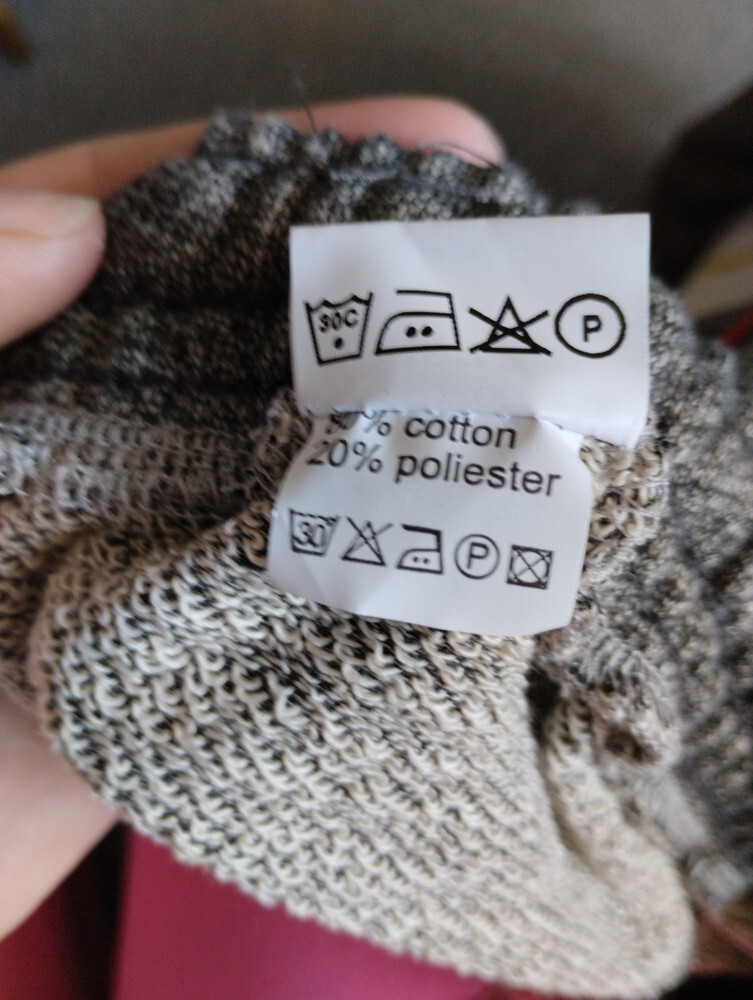 30C
P
% cotton
20% poliester
30 P